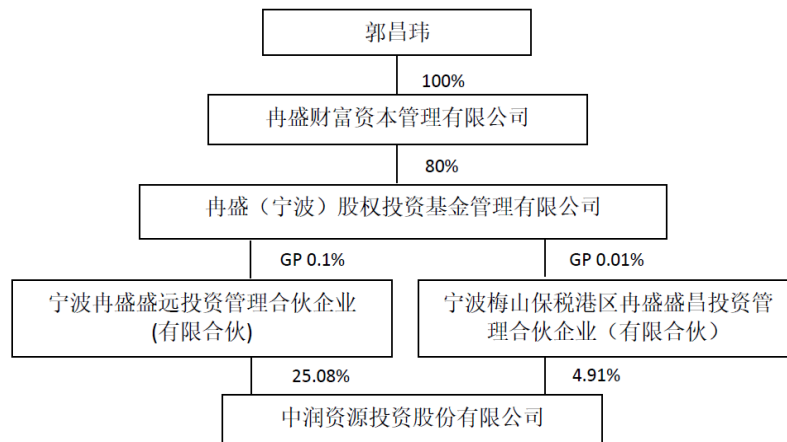 郭昌玮
100%
冉盛财富资本管理有限公司
80%
冉盛（宁波）股权投资基金管理有限公司
GP 0.1%
GP 0.01%
宁波冉盛盛远投资管理合伙企业
(有限合伙)
宁波梅山保税港区冉盛盛昌投资管
理合伙企业（有限合伙）
25.08%
4.91%
中润资源投资股份有限公司